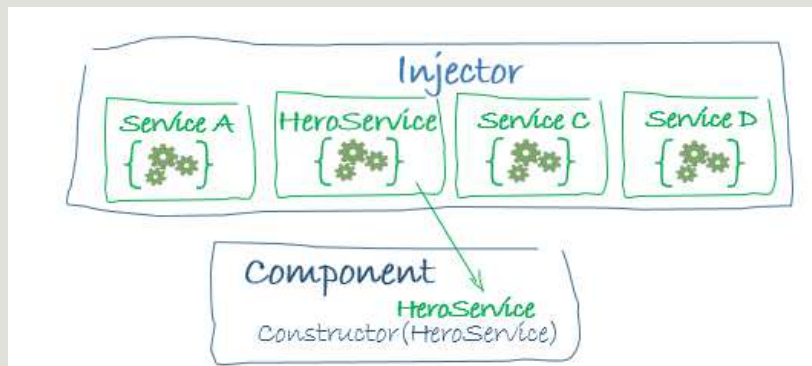 Injector
Service A
HeroService
Service C
Service D
{ }
{ }
{ }
{ }
Component
HeroService
Constructor(HeroService)